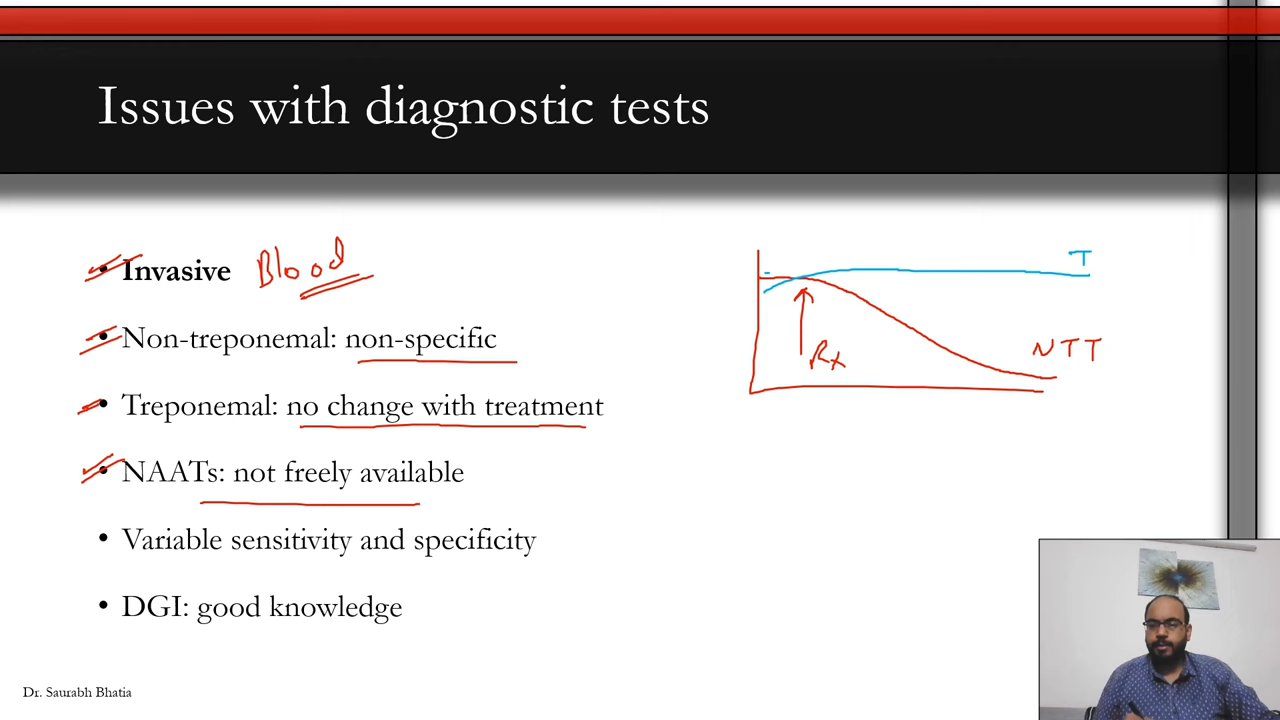 Issues with diagnostic tests
• Invasive Blood
• Non-treponemal: non-specific
• Treponemal: no change with treatment
• NAATs: not freely available
• Variable sensitivity and specificity
• DGI: good knowledge
T
NTT
Rx
Dr. Saurabh Bhatia